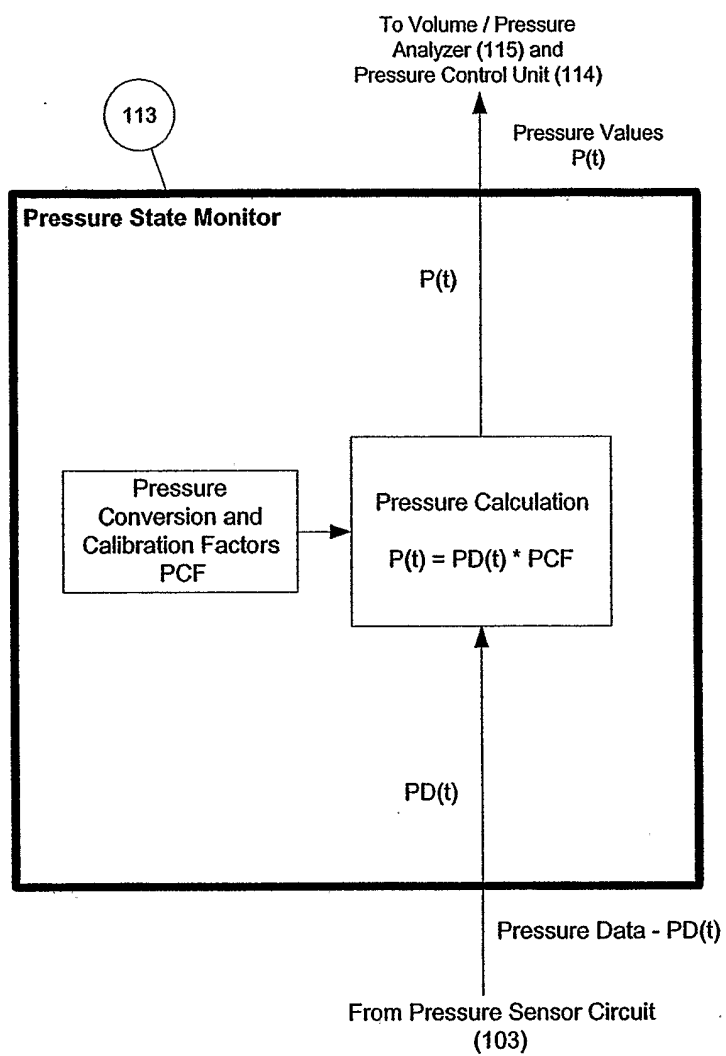 To Volume / Pressure
Analyzer (115) and
Pressure Control Unit (114)
113
Pressure Values
P(t)
Pressure State Monitor
P(t)
Pressure
Conversion and
Calibration Factors
PCF
Pressure Calculation
P(t) = PD(t) * PCF
PD(t)
Pressure Data - PD(t)
From Pressure Sensor Circuit
(103)